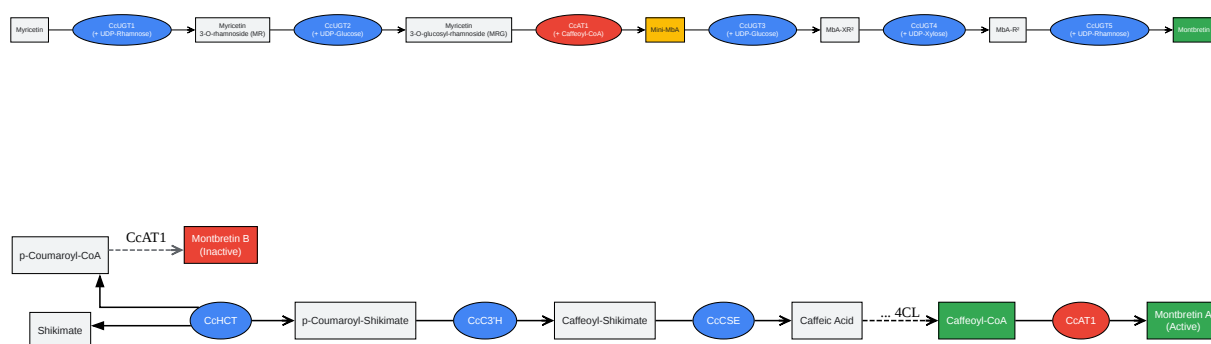 Myricetin
CcUGT1
(+ UDP-Rhamnose)
Myricetin
3-O-rhamnoside (MR)
CcUGT2
(+ UDP-Glucose)
Myricetin
3-O-glucosyl-rhamnoside (MRG)
CcAT1
(+ Caffeoyl-CoA)
Mini-MbA
CcUGT3
(+ UDP-Glucose)
MbA-XR²
CcUGT4
(+ UDP-Xylose)
MbA-R²
CcUGT5
(+ UDP-Rhamnose)
Montbretin
p-Coumaroyl-CoA
CcAT1
Montbretin B
(Inactive)
Shikimate
CcHCT
p-Coumaroyl-Shikimate
CcC3'H
Caffeoyl-Shikimate
CcCSE
Caffeic Acid
... 4CL
Caffeoyl-CoA
CcAT1
Montbretin A
(Active)